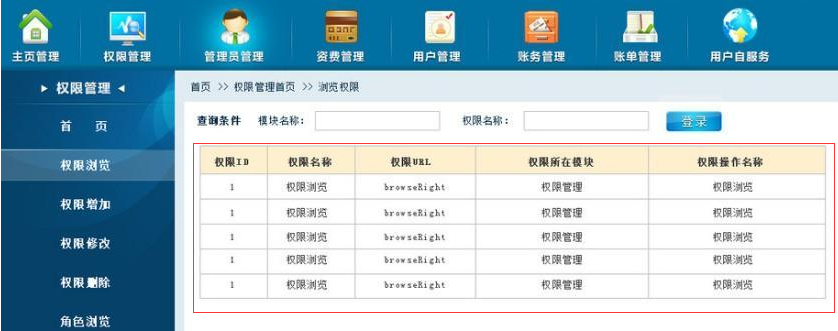 主页管理 权限管理 管理员管理 资费管理 用户管理 账务管理 账单管理 用户自服务
权限管理
首页 >> 权限管理首页 >> 浏览权限
首 页
查询条件 模块名称： 权限名称： 登录
权限浏览
权限增加
权限修改
权限删除
角色浏览
权限ID 权限名称 权限URL 权限所在模块 权限操作名称
1 权限浏览 browseRight 权限管理 权限浏览
1 权限浏览 browseRight 权限管理 权限浏览
1 权限浏览 browseRight 权限管理 权限浏览
1 权限浏览 browseRight 权限管理 权限浏览
1 权限浏览 browseRight 权限管理 权限浏览